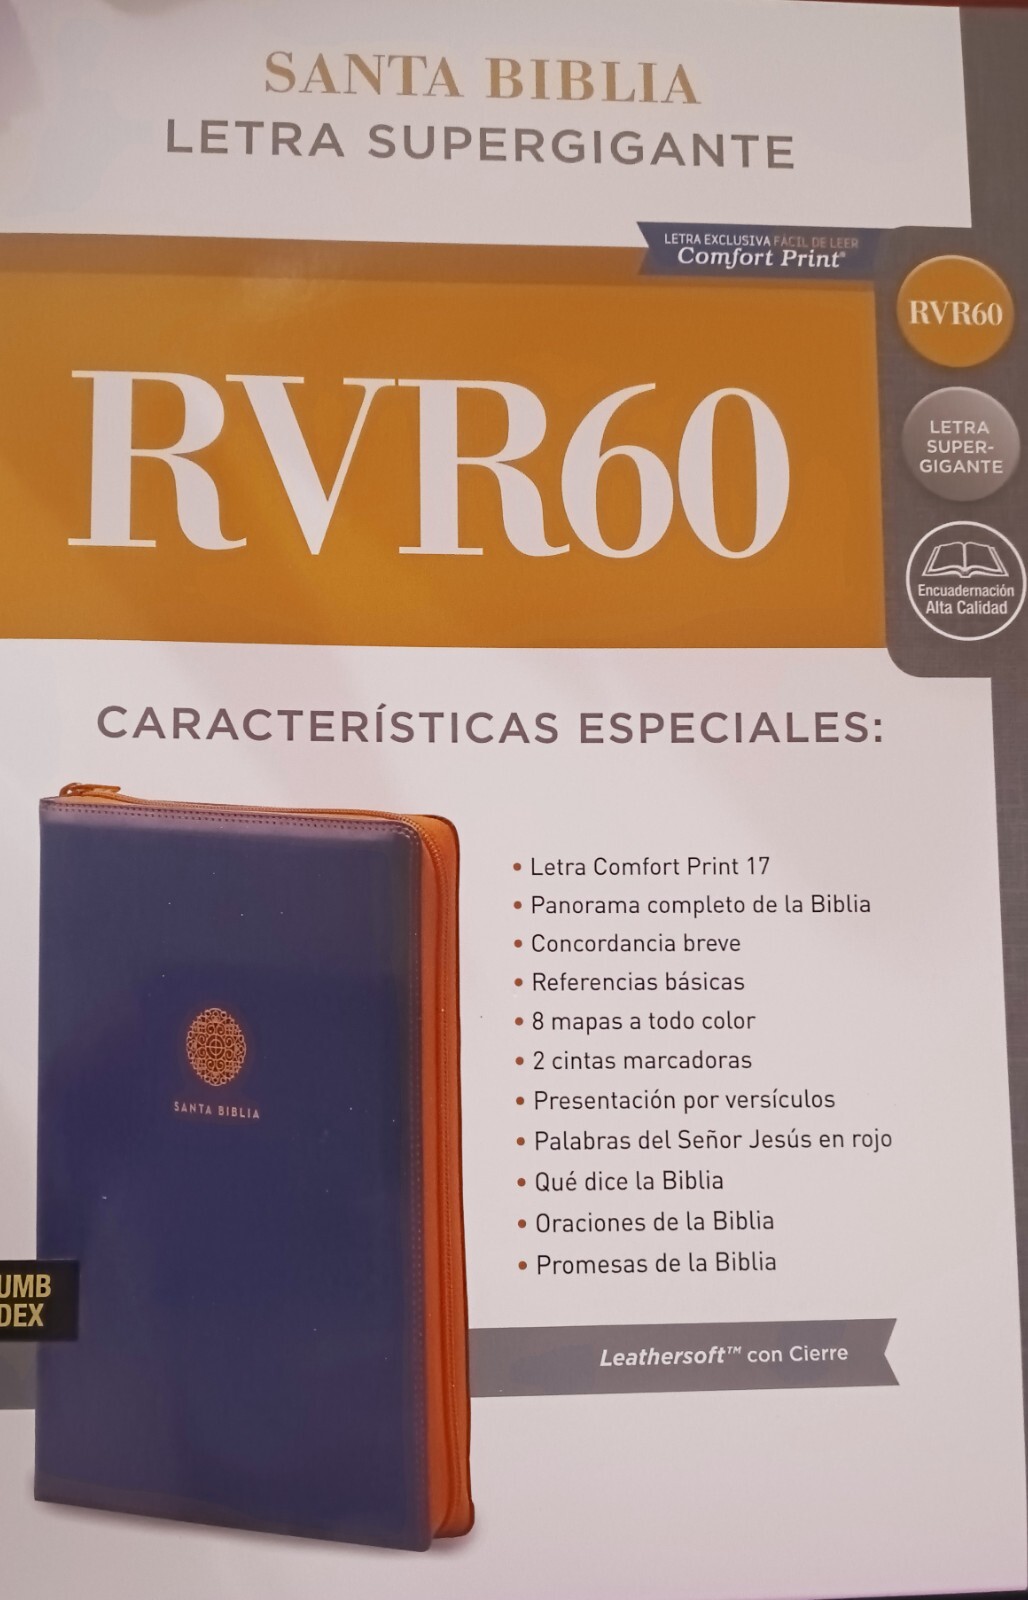 SANTA BIBLIA
LETRA SUPERGIGANTE
LETRA EXCLUSIVA FÁCIL DE LEER
Comfort Print®
RVR60
RVR60
LETRA
SUPER-
GIGANTE
Encuadernación
Alta Calidad
CARACTERÍSTICAS ESPECIALES:
• Letra Comfort Print 17
• Panorama completo de la Biblia
• Concordancia breve
• Referencias básicas
• 8 mapas a todo color
• 2 cintas marcadoras
• Presentación por versículos
• Palabras del Señor Jesús en rojo
• Qué dice la Biblia
• Oraciones de la Biblia
• Promesas de la Biblia
SANTA BIBLIA
UMB
DEX
Leathersoft™ con Cierre